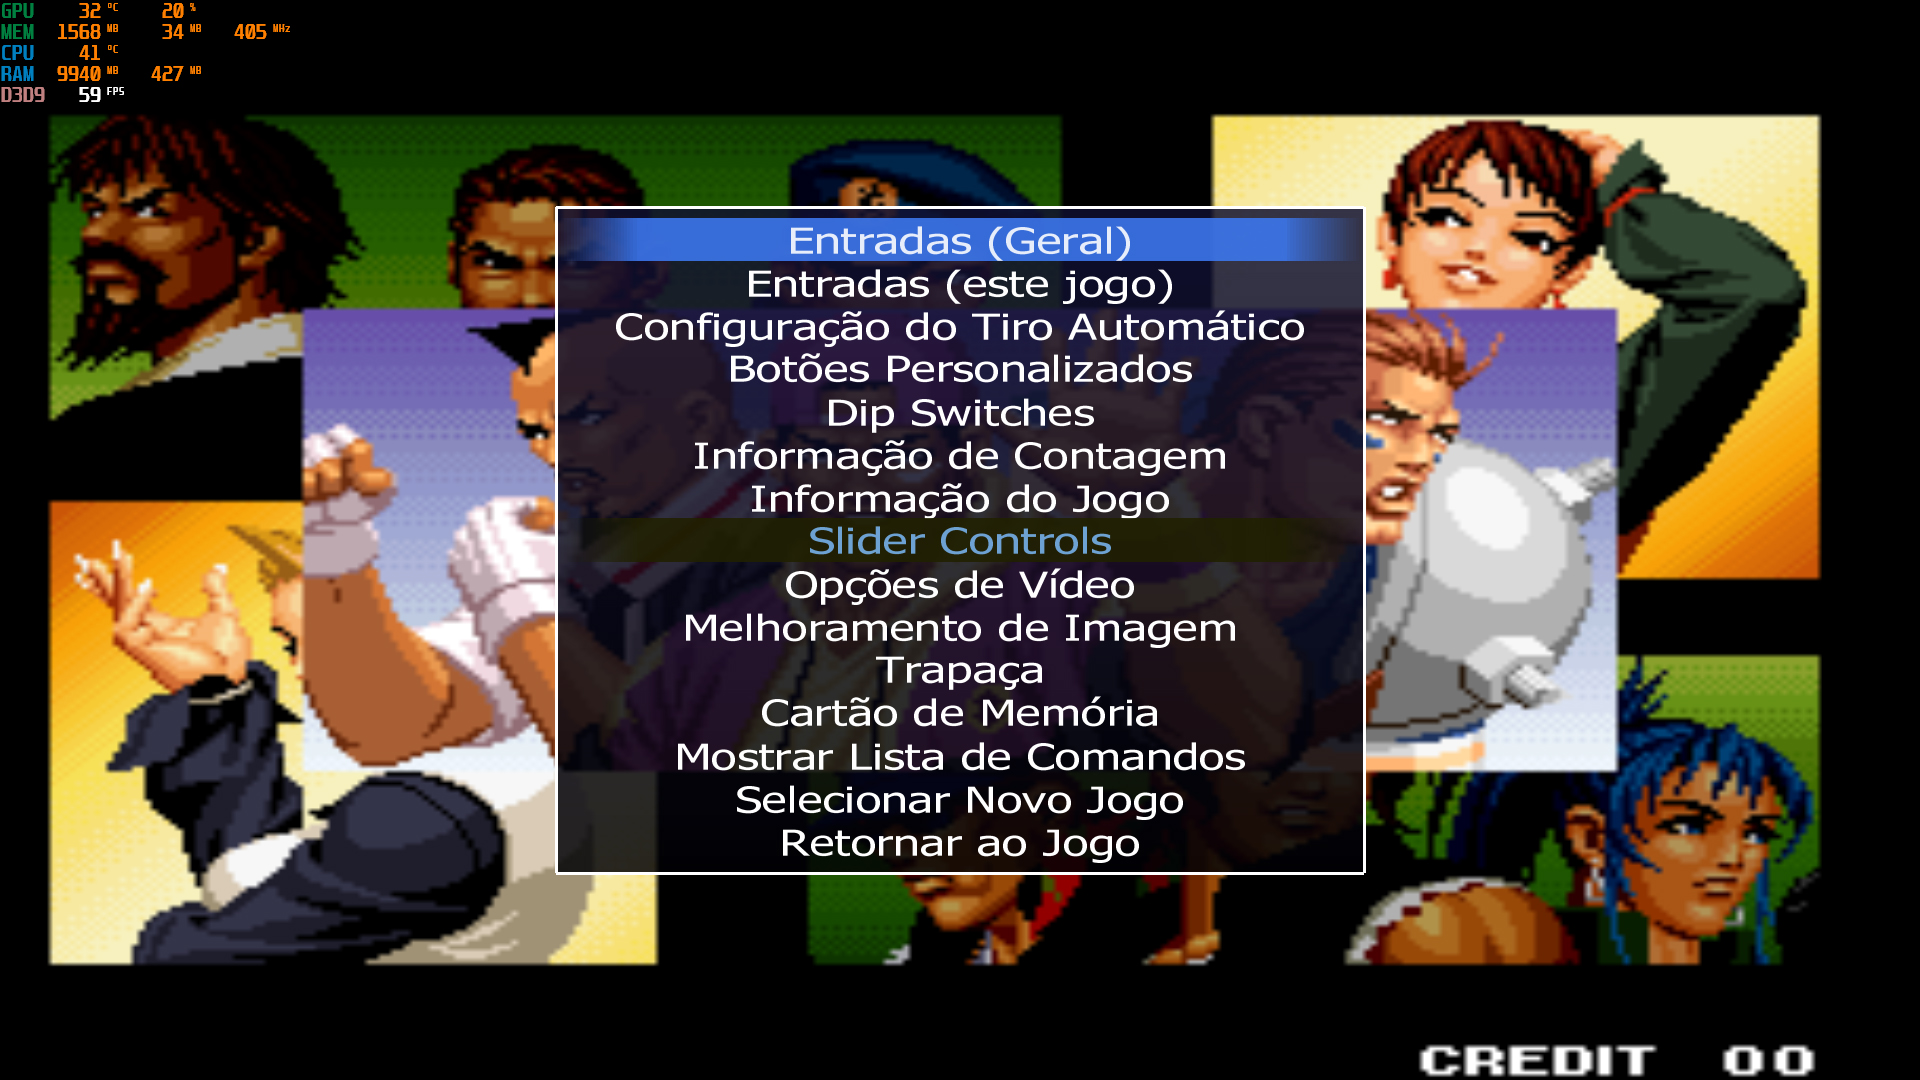 GPU 32 °C 20 %
MEM 1568 MB 34 MB 405 MHz
CPU 41 °C
RAM 9940 MB 427 MB
D3D9 59 FPS
Entradas (Geral)
Entradas (este jogo)
Configuração do Tiro Automático
Botões Personalizados
Dip Switches
Informação de Contagem
Informação do Jogo
Slider Controls
Opções de Vídeo
Melhoramento de Imagem
Trapaça
Cartão de Memória
Mostrar Lista de Comandos
Selecionar Novo Jogo
Retornar ao Jogo
CREDIT 00